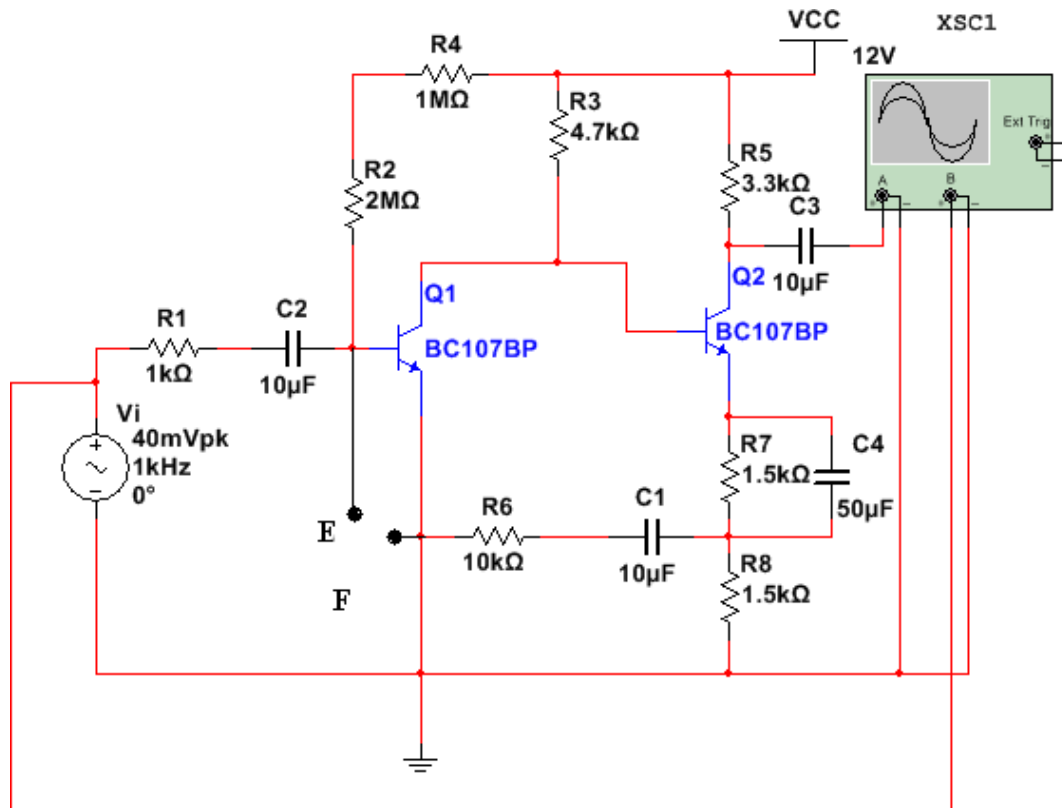 VCC
XSC1
12V
R4
1MΩ
R3
4.7kΩ
Ext Trig
+
−
A
B
+ −
+ −
R5
3.3kΩ
R2
2MΩ
C3
10µF
Q1
BC107BP
Q2
BC107BP
R1
1kΩ
C2
10µF
Vi
40mVpk
1kHz
0°
+
−
R7
1.5kΩ
C4
50µF
E
F
R6
10kΩ
C1
10µF
R8
1.5kΩ